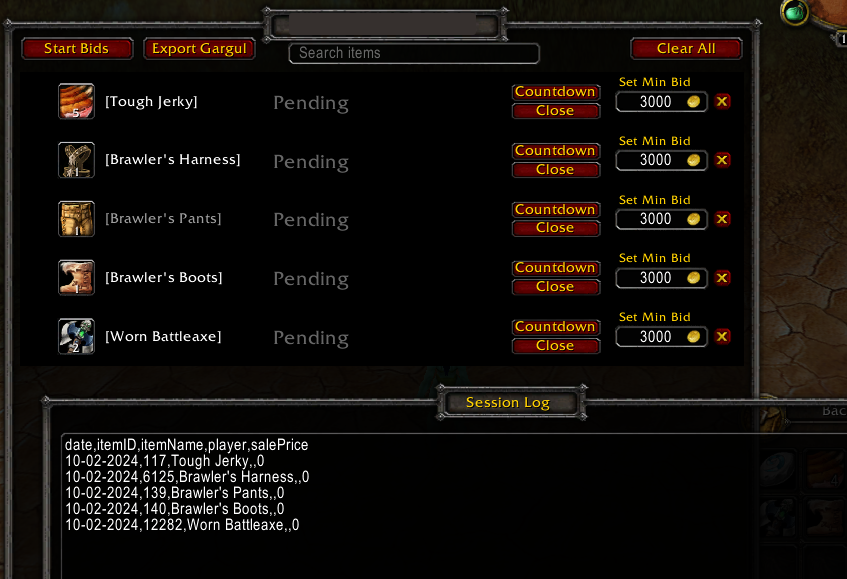 Start Bids
Export Gargul
Search items
Clear All
[Tough Jerky]
5
Pending
Countdown
Close
Set Min Bid
3000
x
[Brawler's Harness]
1
Pending
Countdown
Close
Set Min Bid
3000
x
[Brawler's Pants]
1
Pending
Countdown
Close
Set Min Bid
3000
x
[Brawler's Boots]
1
Pending
Countdown
Close
Set Min Bid
3000
x
[Worn Battleaxe]
2
Pending
Countdown
Close
Set Min Bid
3000
x
Session Log
date,itemID,itemName,player,salePrice
10-02-2024,117,Tough Jerky,,0
10-02-2024,6125,Brawler's Harness,,0
10-02-2024,139,Brawler's Pants,,0
10-02-2024,140,Brawler's Boots,,0
10-02-2024,12282,Worn Battleaxe,,0